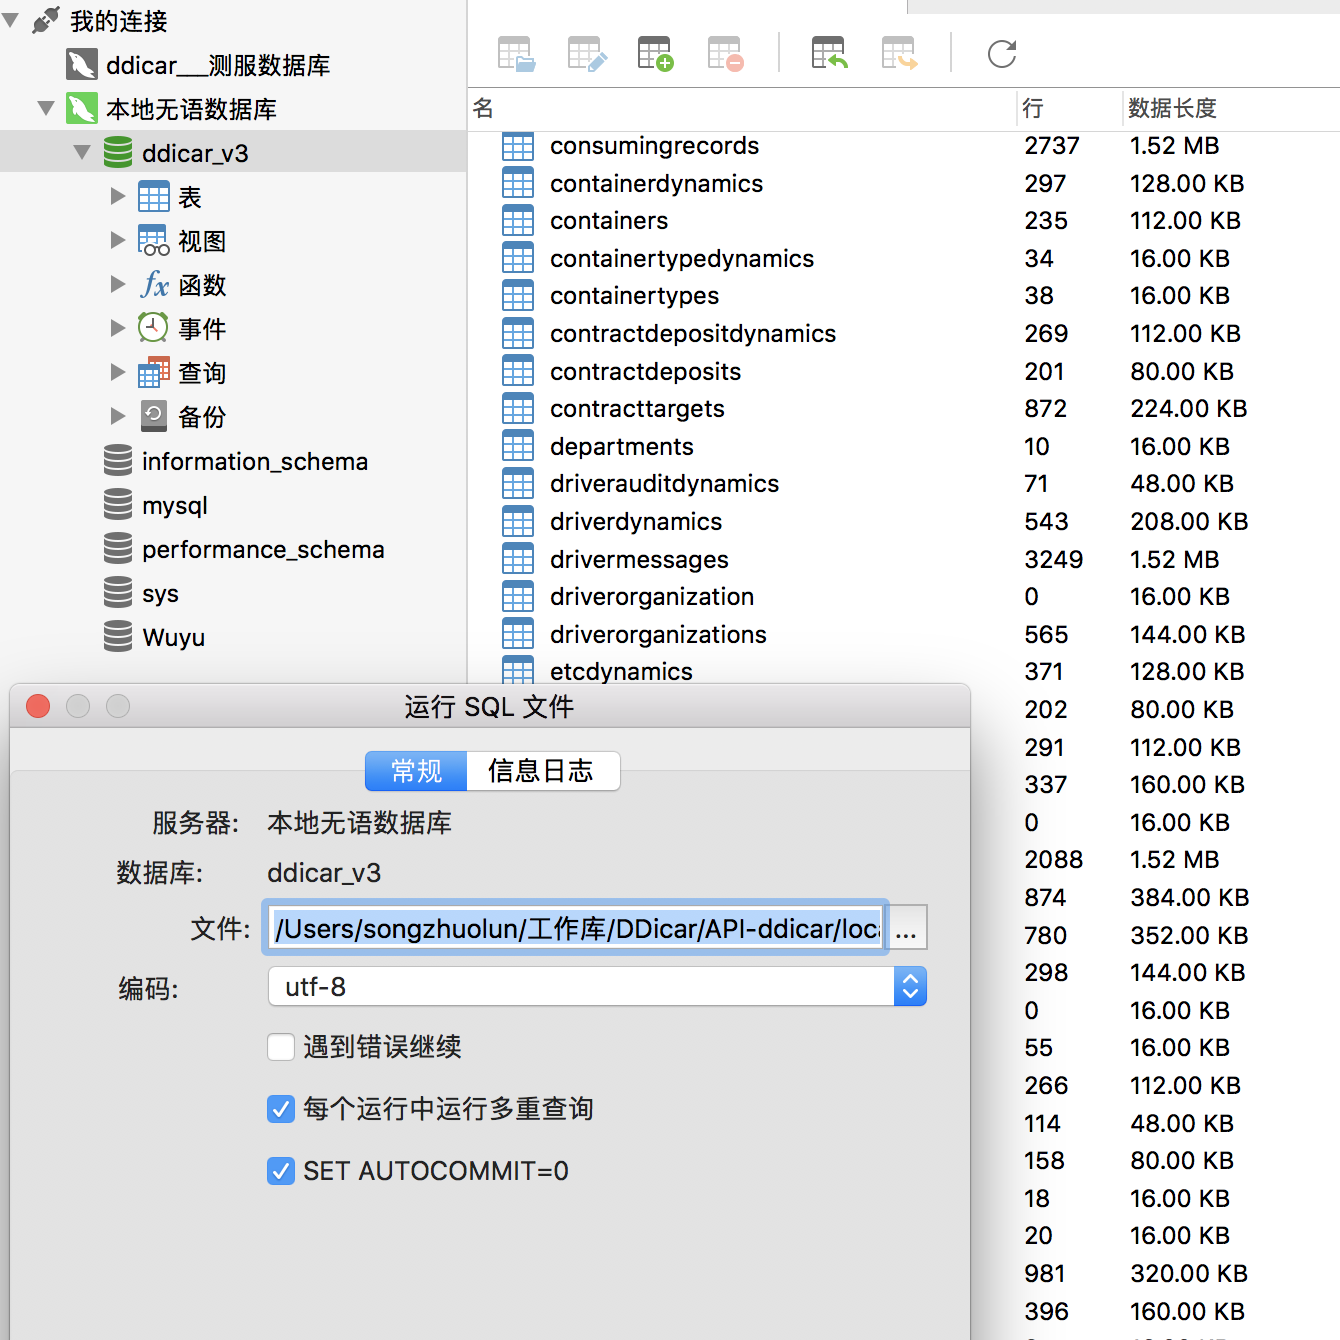 我的连接
ddicar___测服数据库
本地无语数据库
ddicar_v3
表
视图
fx 函数
事件
查询
备份
information_schema
mysql
performance_schema
sys
Wuyu
名 行 数据长度
consumingrecords 2737 1.52 MB
containerdynamics 297 128.00 KB
containers 235 112.00 KB
containertypedynamics 34 16.00 KB
containertypes 38 16.00 KB
contractdepositdynamics 269 112.00 KB
contractdeposits 201 80.00 KB
contracttargets 872 224.00 KB
departments 10 16.00 KB
driverauditdynamics 71 48.00 KB
driverdynamics 543 208.00 KB
drivermessages 3249 1.52 MB
driverorganization 0 16.00 KB
driverorganizations 565 144.00 KB
etcdynamics 371 128.00 KB
202 80.00 KB
291 112.00 KB
337 160.00 KB
0 16.00 KB
2088 1.52 MB
874 384.00 KB
780 352.00 KB
298 144.00 KB
0 16.00 KB
55 16.00 KB
266 112.00 KB
114 48.00 KB
158 80.00 KB
18 16.00 KB
20 16.00 KB
981 320.00 KB
396 160.00 KB
运行 SQL 文件
常规 信息日志
服务器: 本地无语数据库
数据库: ddicar_v3
文件: /Users/songzhuolun/工作库/DDicar/API-ddicar/loca ...
编码: utf-8
遇到错误继续
每个运行中运行多重查询
SET AUTOCOMMIT=0